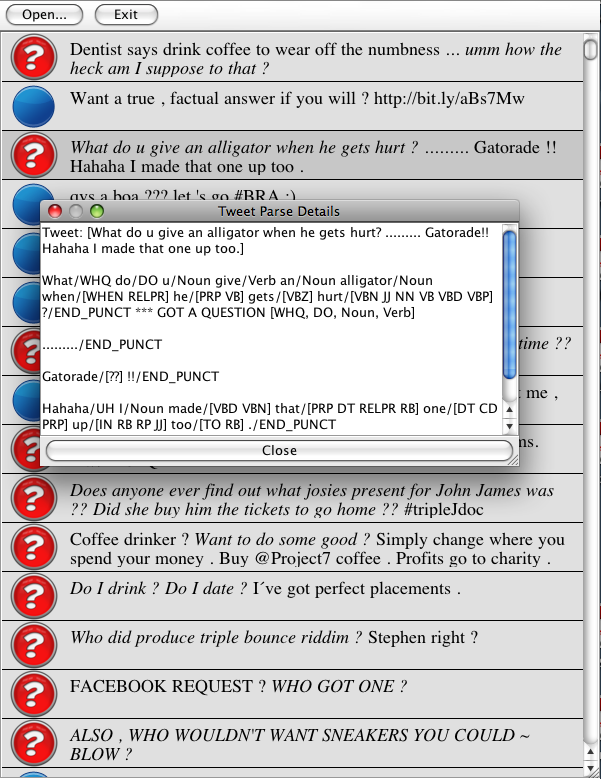 Open... Exit
Dentist says drink coffee to wear off the numbness ... umm how the
heck am I suppose to that ?
Want a true , factual answer if you will ? http://bit.ly/aBs7Mw
What do u give an alligator when he gets hurt ? ......... Gatorade !!
Hahaha I made that one up too .
gys a boa ??? let 's go #BRA :)
Tweet Parse Details
Tweet: [What do u give an alligator when he gets hurt? ......... Gatorade!!
Hahaha I made that one up too.]
What/WHQ do/DO u/Noun give/Verb an/Noun alligator/Noun
when/[WHEN RELPR] he/[PRP VB] gets/[VBZ] hurt/[VBN JJ NN VB VBD VBP]
?/END_PUNCT *** GOT A QUESTION [WHQ, DO, Noun, Verb]
........./END_PUNCT
Gatorade/[??] !!/END_PUNCT
Hahaha/UH I/Noun made/[VBD VBN] that/[PRP DT RELPR RB] one/[DT CD
PRP] up/[IN RB RP JJ] too/[TO RB] ./END_PUNCT
Close
time ??
me ,
ms.
Does anyone ever find out what josies present for John James was
?? Did she buy him the tickets to go home ?? #tripleJdoc
Coffee drinker ? Want to do some good ? Simply change where you
spend your money . Buy @Project7 coffee . Profits go to charity .
Do I drink ? Do I date ? I´ve got perfect placements .
Who did produce triple bounce riddim ? Stephen right ?
FACEBOOK REQUEST ? WHO GOT ONE ?
ALSO , WHO WOULDN'T WANT SNEAKERS YOU COULD ~
BLOW ?